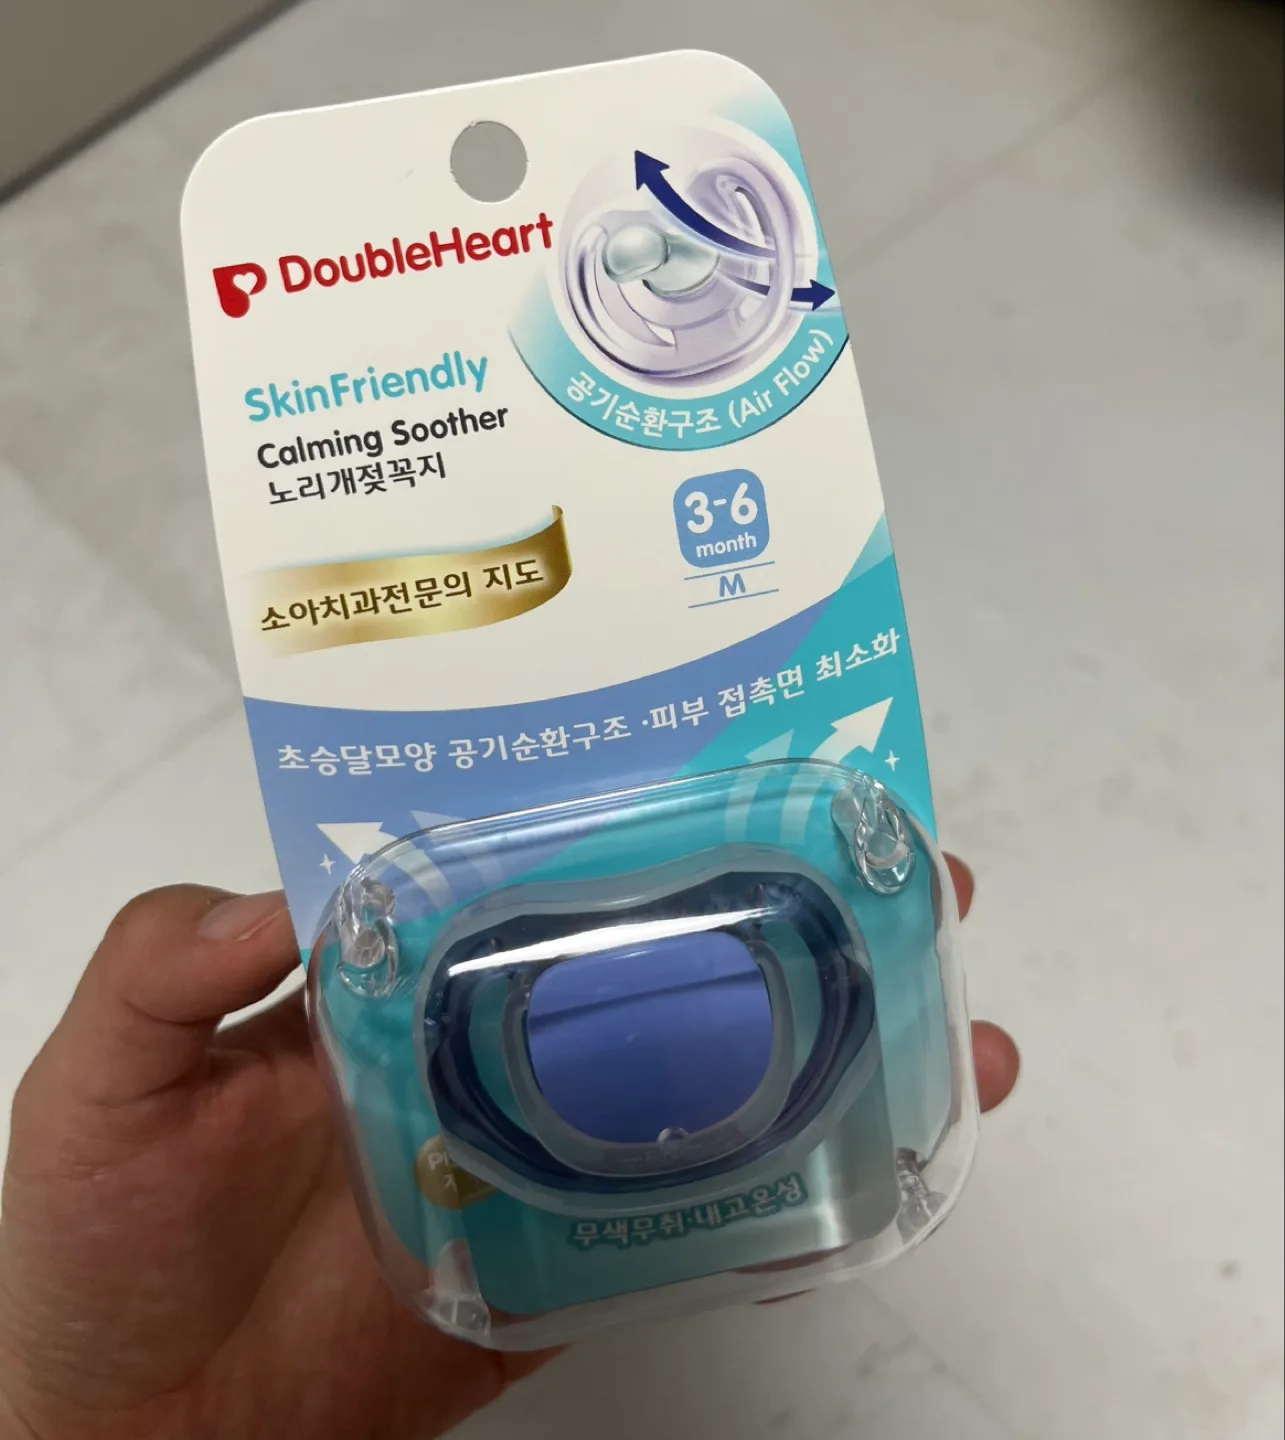 DoubleHeart
공기순환구조 (Air Flow)
SkinFriendly
Calming Soother
노리개젖꼭지
3-6
month
M
소아치과전문의 지도
초승달모양 공기순환구조 ·피부 접촉면 최소화
무색무취·내고온성